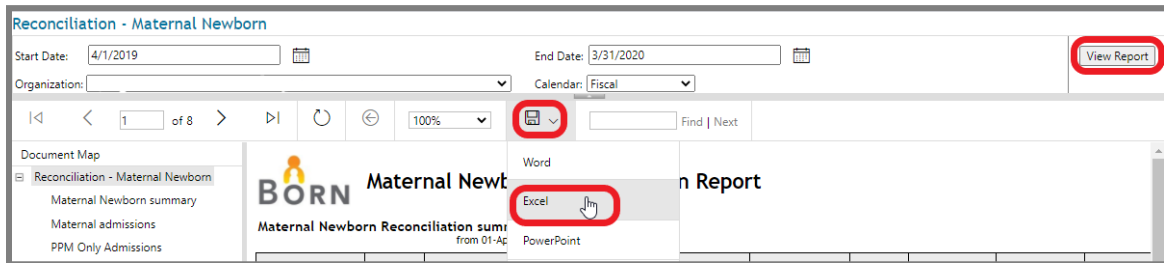 Reconciliation - Maternal Newborn
Start Date: 4/1/2019 End Date: 3/31/2020 View Report
Organization: Calendar: Fiscal
1 of 8 100% Find | Next
Document Map
Reconciliation - Maternal Newborn
Maternal Newborn summary
Maternal admissions
PPM Only Admissions
BORN Maternal Newb n Report
Maternal Newborn Reconciliation sum
from 01-Ap
Word
Excel
PowerPoint